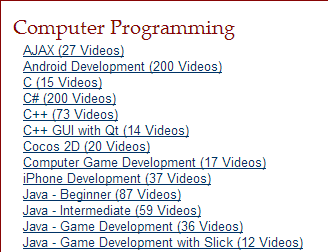 Computer Programming
AJAX (27 Videos)
Android Development (200 Videos)
C (15 Videos)
C# (200 Videos)
C++ (73 Videos)
C++ GUI with Qt (14 Videos)
Cocos 2D (20 Videos)
Computer Game Development (17 Videos)
iPhone Development (37 Videos)
Java - Beginner (87 Videos)
Java - Intermediate (59 Videos)
Java - Game Development (36 Videos)
Java - Game Development with Slick (12 Videos)